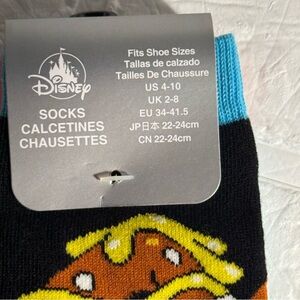 Disney
SOCKS
CALCETINES
CHAUSETTES
Fits Shoe Sizes
Tallas de calzado
Tailles De Chaussure
US 4-10
UK 2-8
EU 34-41.5
JP日本 22-24cm
CN 22-24cm